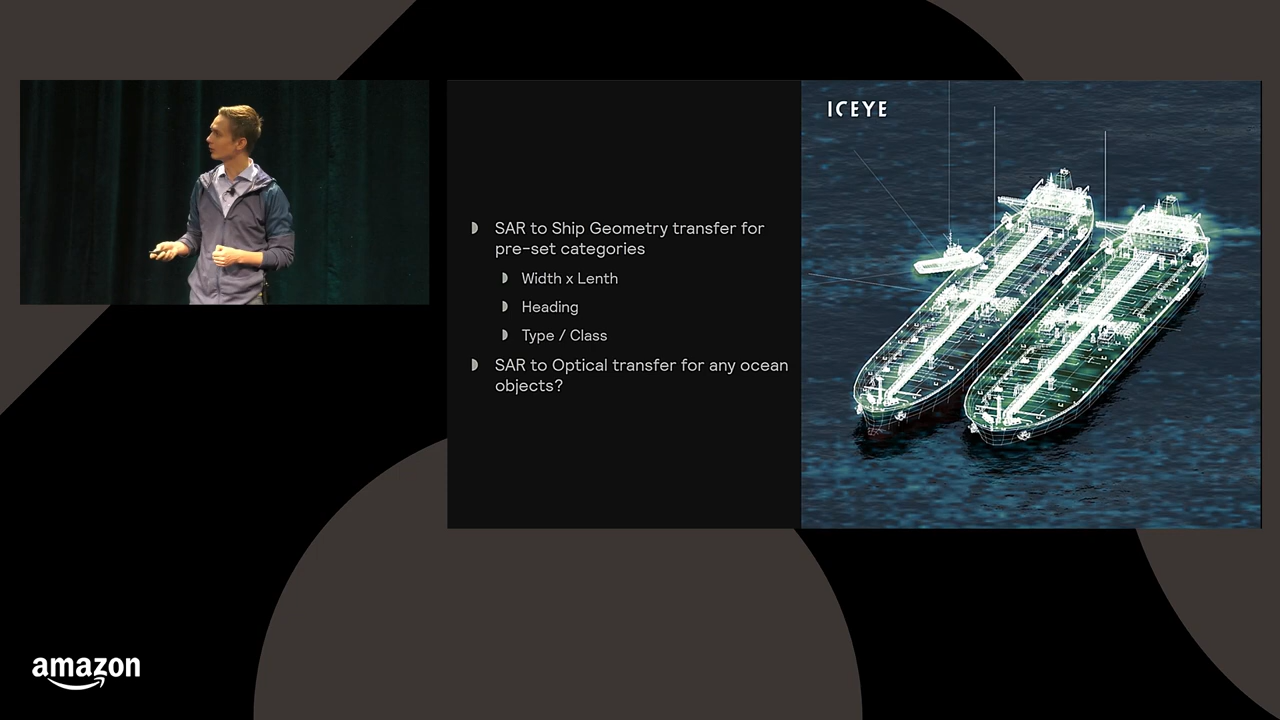 ICEYE
SAR to Ship Geometry transfer for
pre-set categories
Width x Lenth
Heading
Type / Class
SAR to Optical transfer for any ocean
objects?
amazon